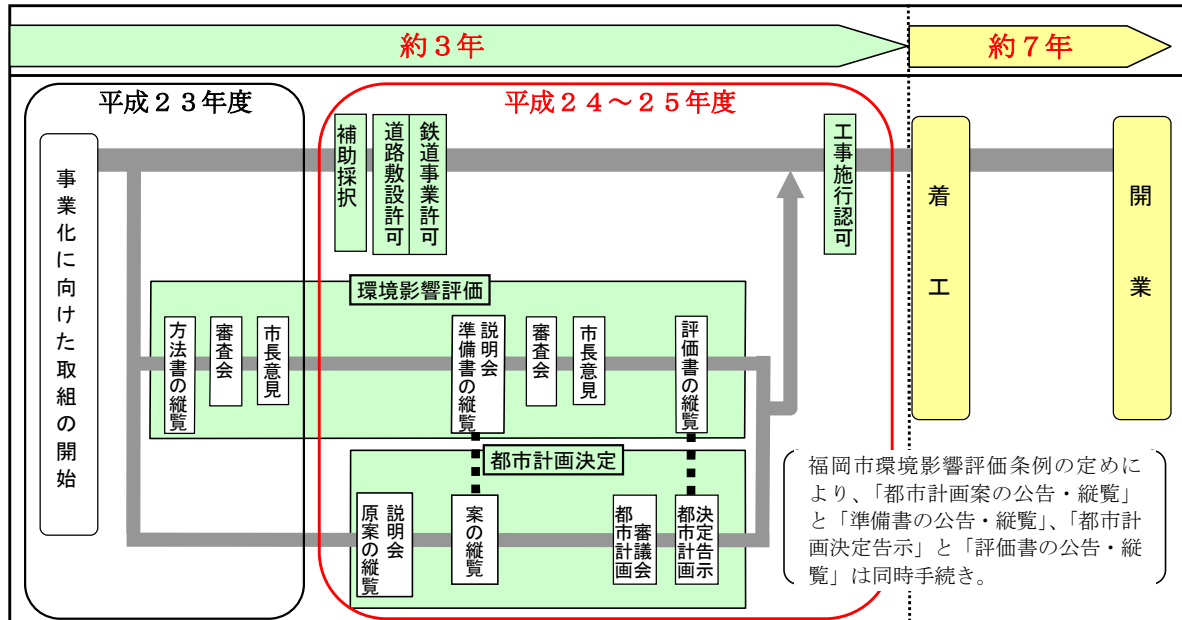 約３年
約７年
平成２３年度
平成２４～２５年度
事業化に向けた取組の開始
補助採択
道路敷設許可
鉄道事業許可
工事施行認可
着工
開業
環境影響評価
方法書の縦覧
審査会
市長意見
説明会
準備書の縦覧
審査会
市長意見
評価書の縦覧
都市計画決定
説明会
原案の縦覧
案の縦覧
審議会
都市計画
決定告示
都市計画
福岡市環境影響評価条例の定めに
より、「都市計画案の公告・縦覧」
と「準備書の公告・縦覧」、「都市計
画決定告示」と「評価書の公告・縦
覧」は同時手続き。